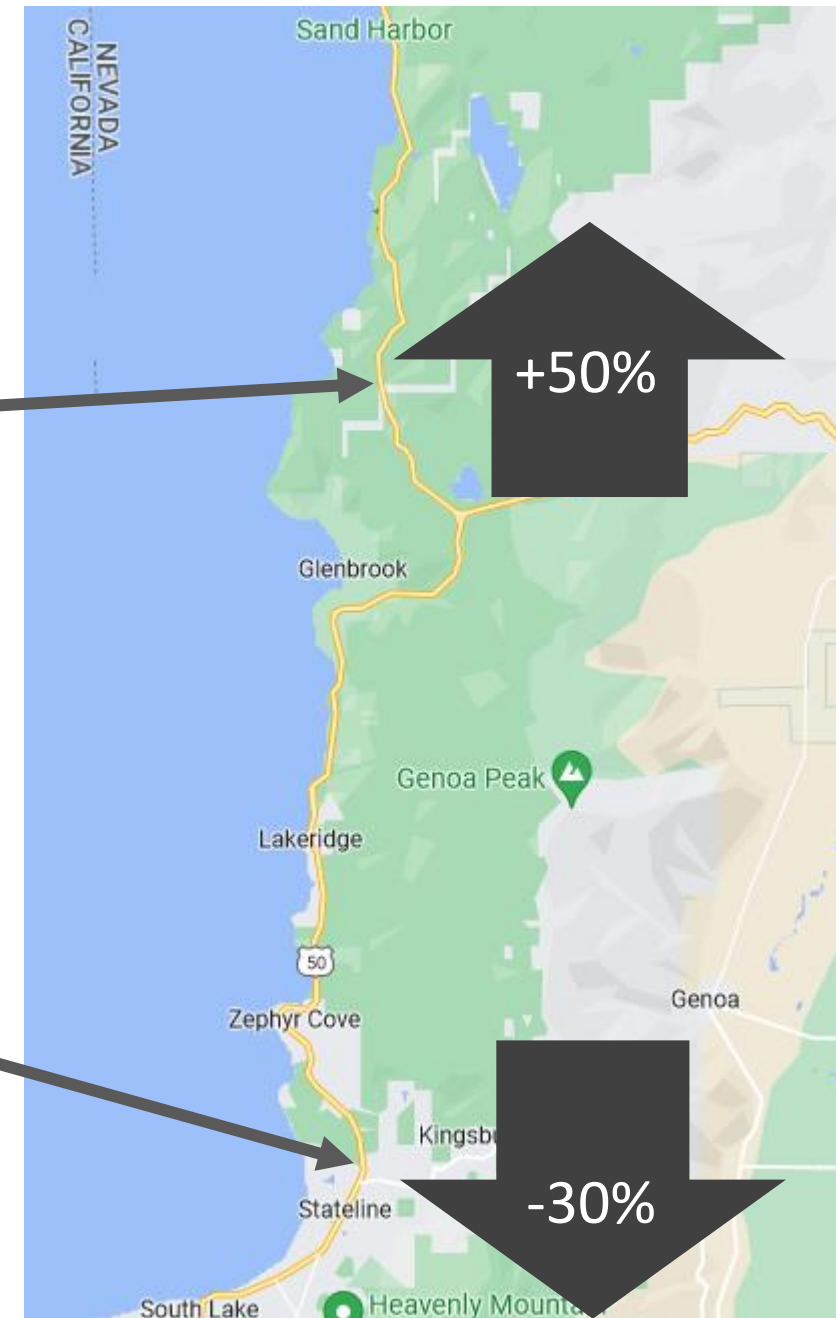 Sand Harbor
NEVADA
CALIFORNIA
+50%
Glenbrook
Genoa Peak
Lakeridge
50
Genoa
Zephyr Cove
Kingsbu
-30%
Stateline
South Lake
Heavenly Mounta